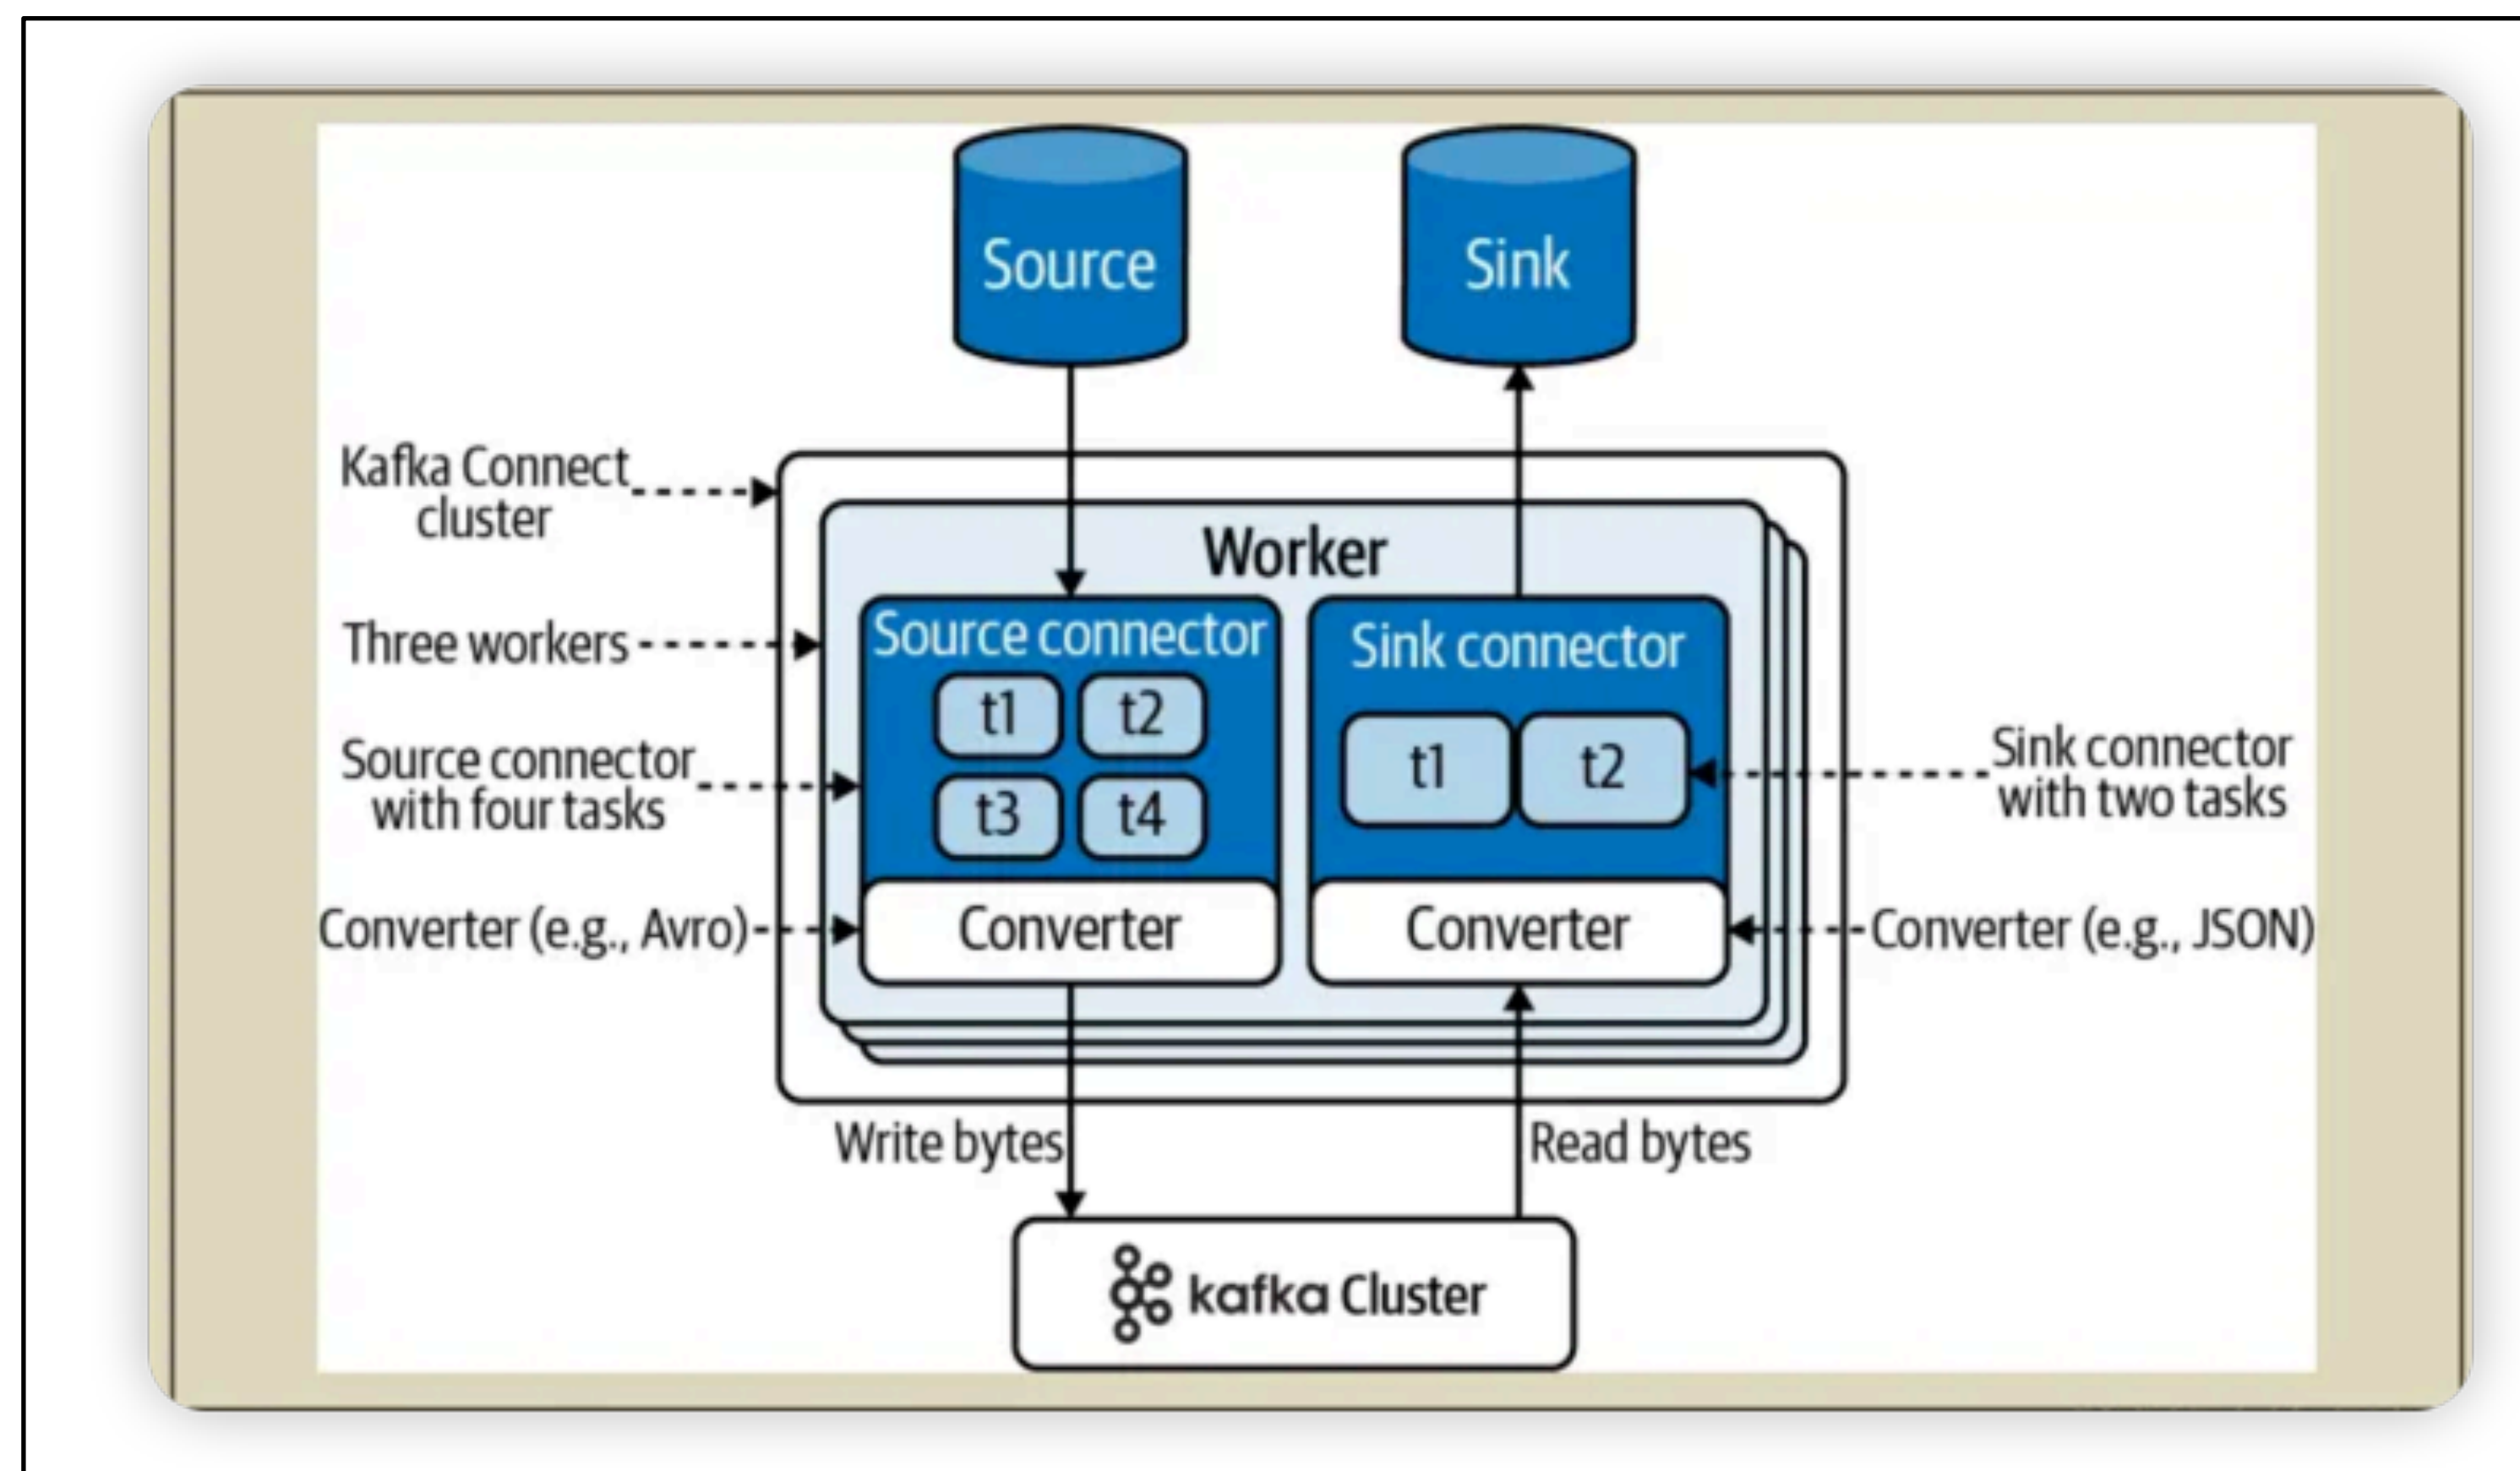 Source
Sink
Kafka Connect
cluster
Worker
Three workers
Source connector
Sink connector
t1 t2
t3 t4
t1 t2
Source connector
with four tasks
Sink connector
with two tasks
Converter (e.g., Avro)
Converter
Converter
Converter (e.g., JSON)
Write bytes
Read bytes
kafka Cluster